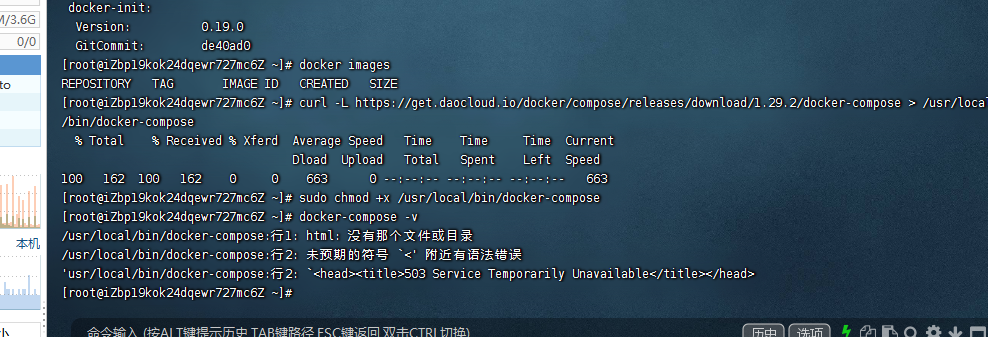 M/3.6G
0/0
to
本机
docker-init:
Version: 0.19.0
GitCommit: de40ad0
[root@iZbp19kok24dqewr727mc6Z ~]# docker images
REPOSITORY TAG IMAGE ID CREATED SIZE
[root@iZbp19kok24dqewr727mc6Z ~]# curl -L https://get.daocloud.io/docker/compose/releases/download/1.29.2/docker-compose > /usr/local
/bin/docker-compose
% Total % Received % Xferd Average Speed Time Time Time Current
Dload Upload Total Spent Left Speed
100 162 100 162 0 0 663 0 --:--:-- --:--:-- --:--:-- 663
[root@iZbp19kok24dqewr727mc6Z ~]# sudo chmod +x /usr/local/bin/docker-compose
[root@iZbp19kok24dqewr727mc6Z ~]# docker-compose -v
/usr/local/bin/docker-compose:行1: html: 没有那个文件或目录
/usr/local/bin/docker-compose:行2: 未预期的符号 `<' 附近有语法错误
'usr/local/bin/docker-compose:行2: `<head><title>503 Service Temporarily Unavailable</title></head>
[root@iZbp19kok24dqewr727mc6Z ~]#
命令输入 (按ALT键提示历史,TAB键路径,ESC键返回,双击CTRL切换)
历史 选项